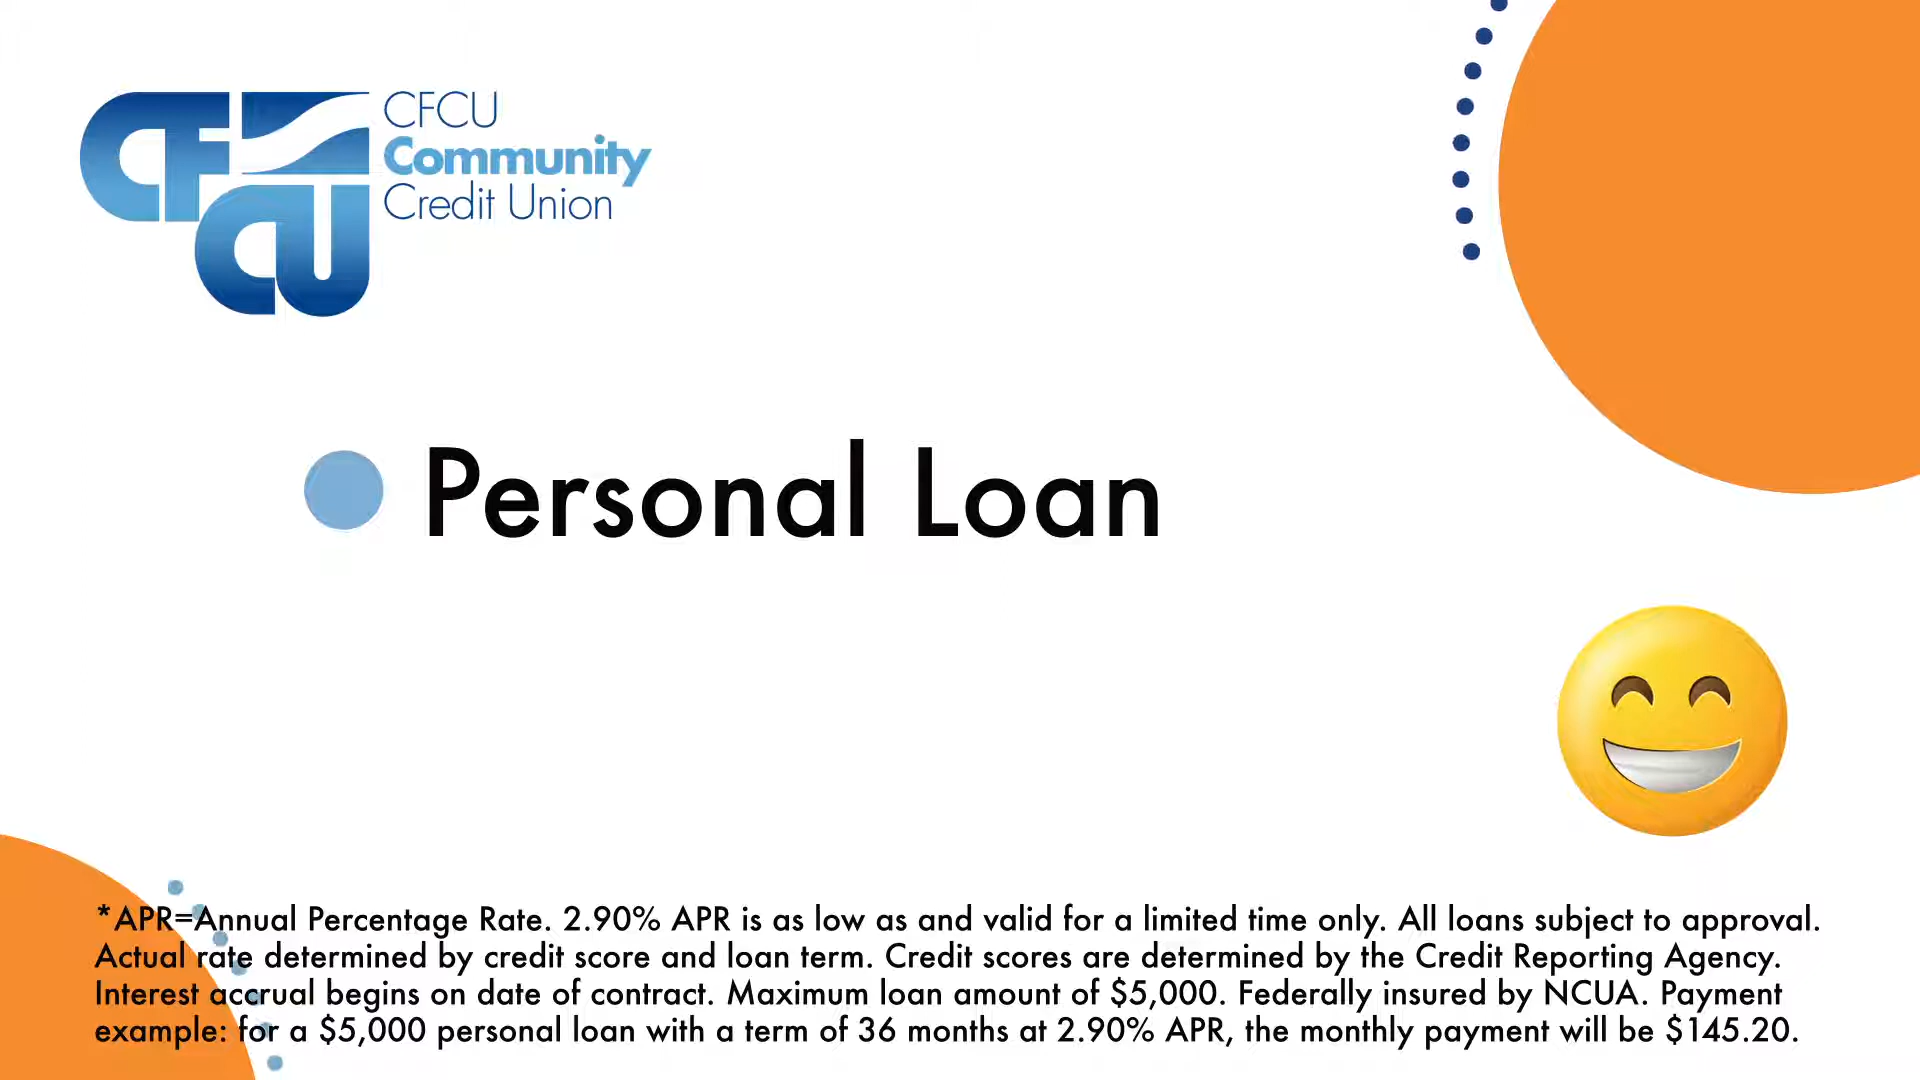 CFCU
CFCU
Community
Credit Union
Personal Loan
*APR=Annual Percentage Rate. 2.90% APR is as low as and valid for a limited time only. All loans subject to approval.
Actual rate determined by credit score and loan term. Credit scores are determined by the Credit Reporting Agency.
Interest accrual begins on date of contract. Maximum loan amount of $5,000. Federally insured by NCUA. Payment
example: for a $5,000 personal loan with a term of 36 months at 2.90% APR, the monthly payment will be $145.20.